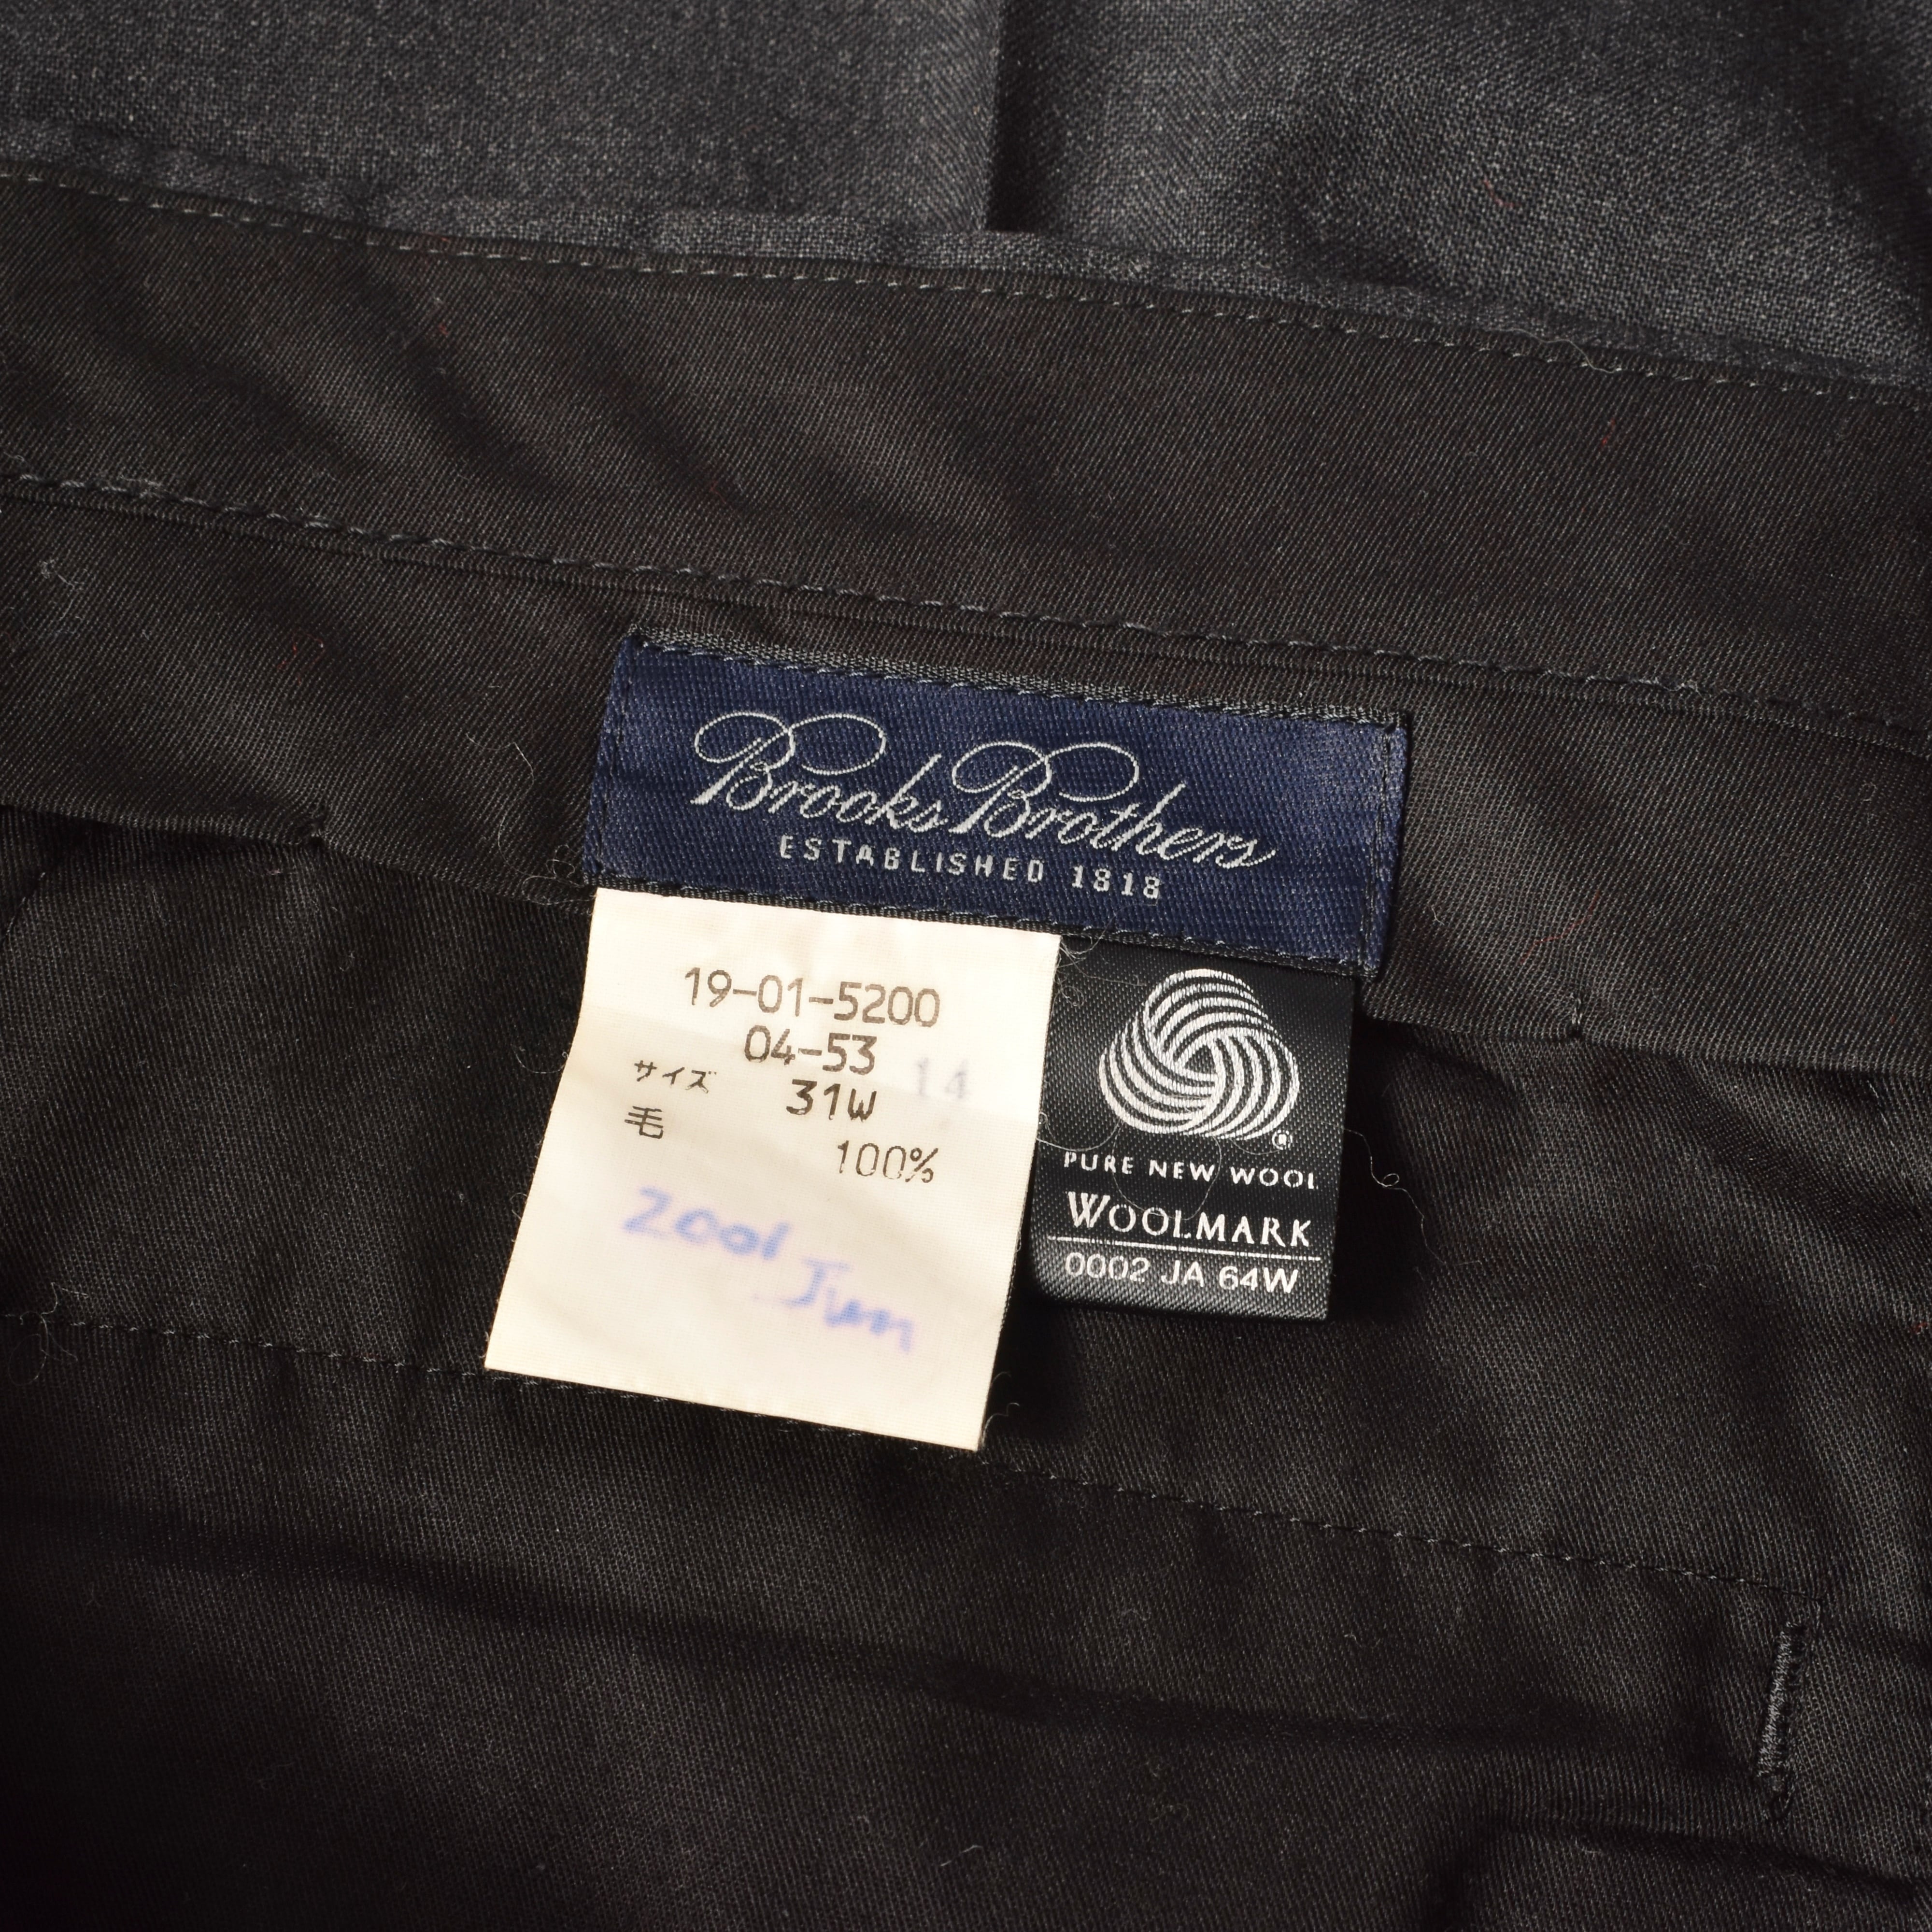 Brooks Brothers
ESTABLISHED 1818
19-01-5200
04-53
14
サイズ 31W
毛
100%
2001 Jun
®
PURE NEW WOOL
WOOLMARK
0002 JA 64W